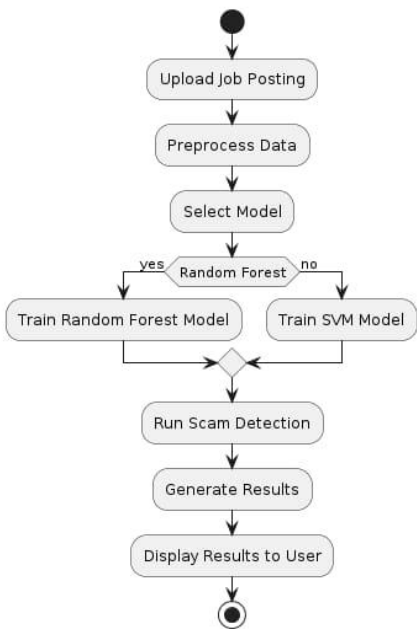 Upload Job Posting
Preprocess Data
Select Model
yes
Random Forest
no
Train Random Forest Model
Train SVM Model
Run Scam Detection
Generate Results
Display Results to User